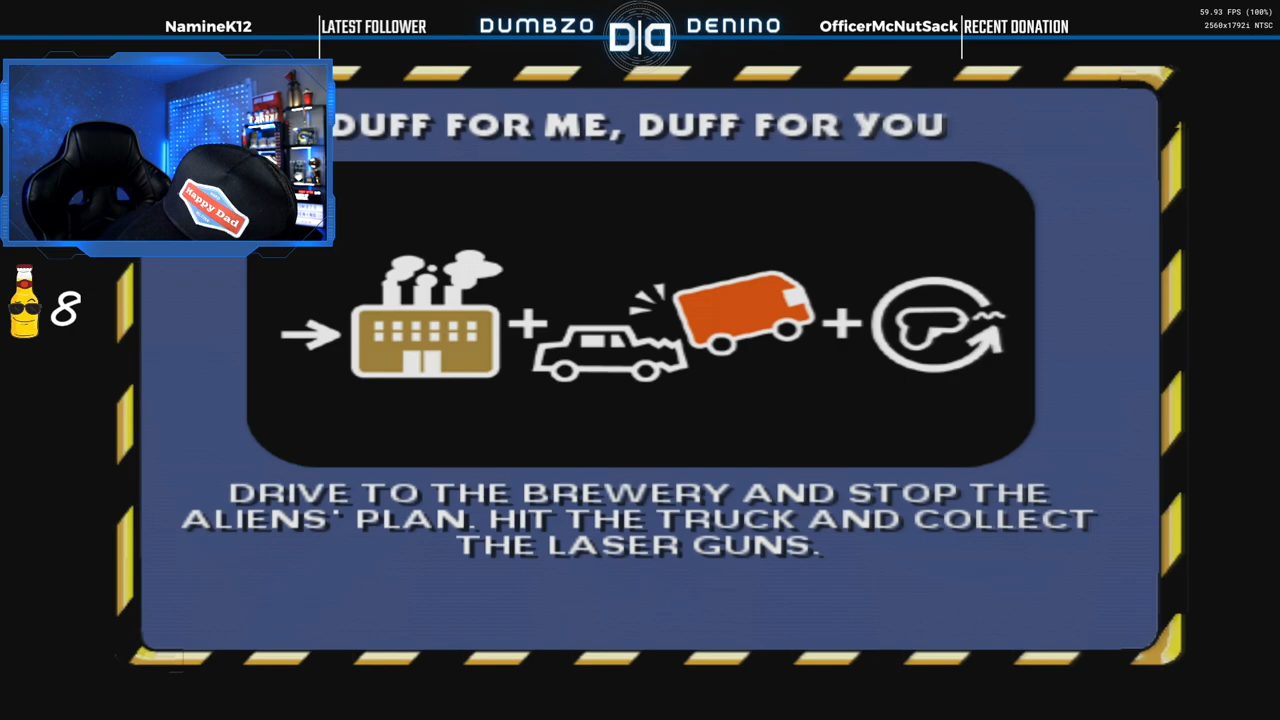 NamineK12
LATEST FOLLOWER
DUMBZO
D|D
DENINO
OfficerMcNutSack
RECENT DONATION
59.93 FPS (100%)
2560x1792i NTSC
DUFF FOR ME, DUFF FOR YOU
Happy Dad
8
DRIVE TO THE BREWERY AND STOP THE
ALIENS' PLAN. HIT THE TRUCK AND COLLECT
THE LASER GUNS.